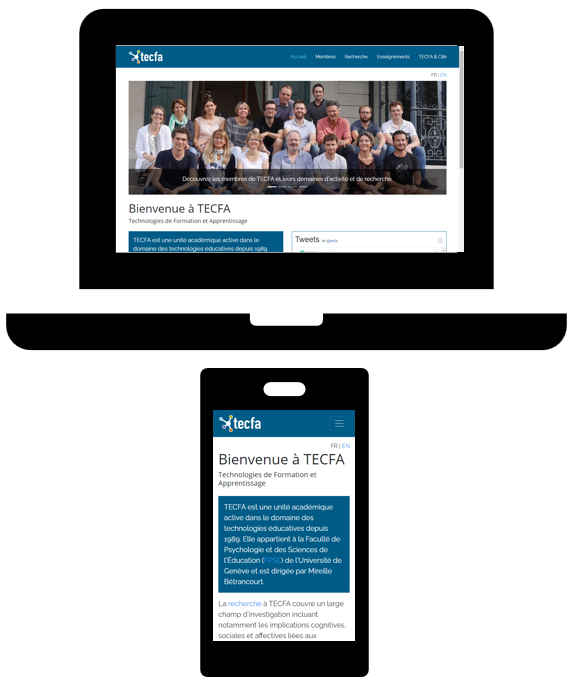 tecfa
Accueil Membres Recherche Enseignements TECFA & Cité
FR | EN
Découvrez les membres de TECFA et leurs domaines d'activité et de recherche.
Bienvenue à TECFA
Technologies de Formation et Apprentissage
TECFA est une unité académique active dans le
domaine des technologies éducatives depuis 1989.
Tweets
tecfa
FR | EN
Bienvenue à TECFA
Technologies de Formation et
Apprentissage
TECFA est une unité académique
active dans le domaine des
technologies éducatives depuis
1989. Elle appartient à la Faculté de
Psychologie et des Sciences de
l'Éducation (FPSE) de l'Université de
Genève et est dirigée par Mireille
Bétrancourt.
La recherche à TECFA couvre un large
champ d'investigation incluant
notamment les implications cognitives,
sociales et affectives liées aux